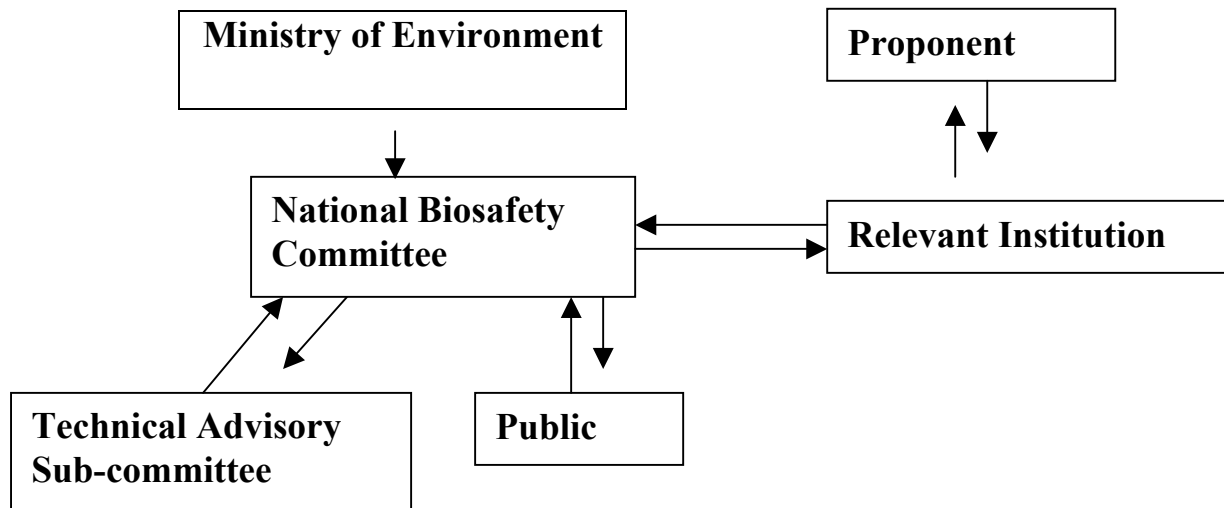 Ministry of Environment
Proponent
National Biosafety
Committee
Relevant Institution
Technical Advisory
Sub-committee
Public